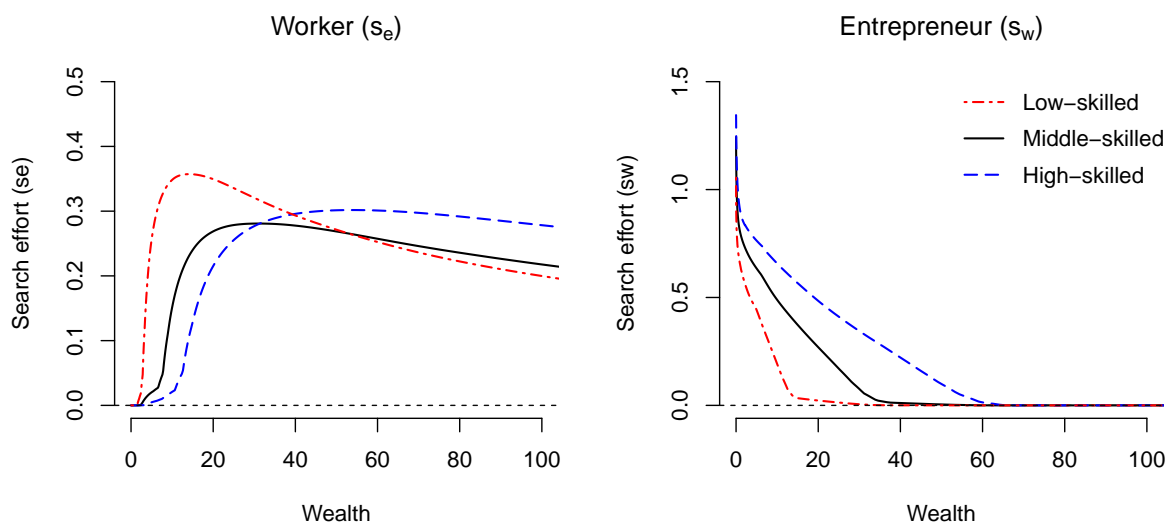 Worker (se)
0.5
0.4
0.3
0.2
0.1
0.0
Search effort (se)
0 20 40 60 80 100
Wealth
Entrepreneur (sw)
1.5
1.0
0.5
0.0
Search effort (sw)
Low−skilled
Middle−skilled
High−skilled
0 20 40 60 80 100
Wealth